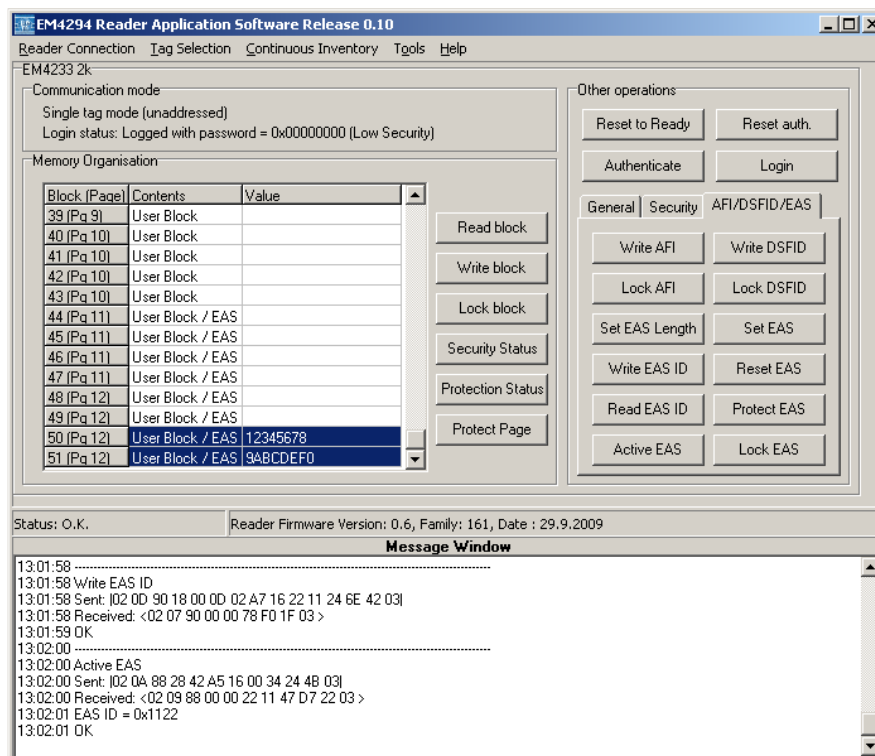 EM4294 Reader Application Software Release 0.10
Reader Connection Tag Selection Continuous Inventory Tools Help
EM4233 2k
Communication mode
Single tag mode (unaddressed)
Login status: Logged with password = 0x00000000 (Low Security)
Memory Organisation
Block (Page) Contents Value
39 (Pg 9) User Block
40 (Pg 10) User Block
41 (Pg 10) User Block
42 (Pg 10) User Block
43 (Pg 10) User Block
44 (Pg 11) User Block / EAS
45 (Pg 11) User Block / EAS
46 (Pg 11) User Block / EAS
47 (Pg 11) User Block / EAS
48 (Pg 12) User Block / EAS
49 (Pg 12) User Block / EAS
50 (Pg 12) User Block / EAS 12345678
51 (Pg 12) User Block / EAS 9ABCDEF0
Read block
Write block
Lock block
Security Status
Protection Status
Protect Page
Other operations
Reset to Ready Reset auth.
Authenticate Login
General Security AFI/DSFID/EAS
Write AFI Write DSFID
Lock AFI Lock DSFID
Set EAS Length Set EAS
Write EAS ID Reset EAS
Read EAS ID Protect EAS
Active EAS Lock EAS
Status: O.K. Reader Firmware Version: 0.6, Family: 161, Date : 29.9.2009
Message Window
13:01:58 ----------------------------------------------------------------
13:01:58 Write EAS ID
13:01:58 Sent: |02 0D 90 18 00 0D 02 A7 16 22 11 24 6E 42 03|
13:01:58 Received: <02 07 90 00 00 78 F0 1F 03 >
13:01:59 OK
13:02:00 ----------------------------------------------------------------
13:02:00 Active EAS
13:02:00 Sent: |02 0A 88 28 42 A5 16 00 34 24 4B 03|
13:02:00 Received: <02 09 88 00 00 22 11 47 D7 22 03 >
13:02:01 EAS ID = 0x1122
13:02:01 OK